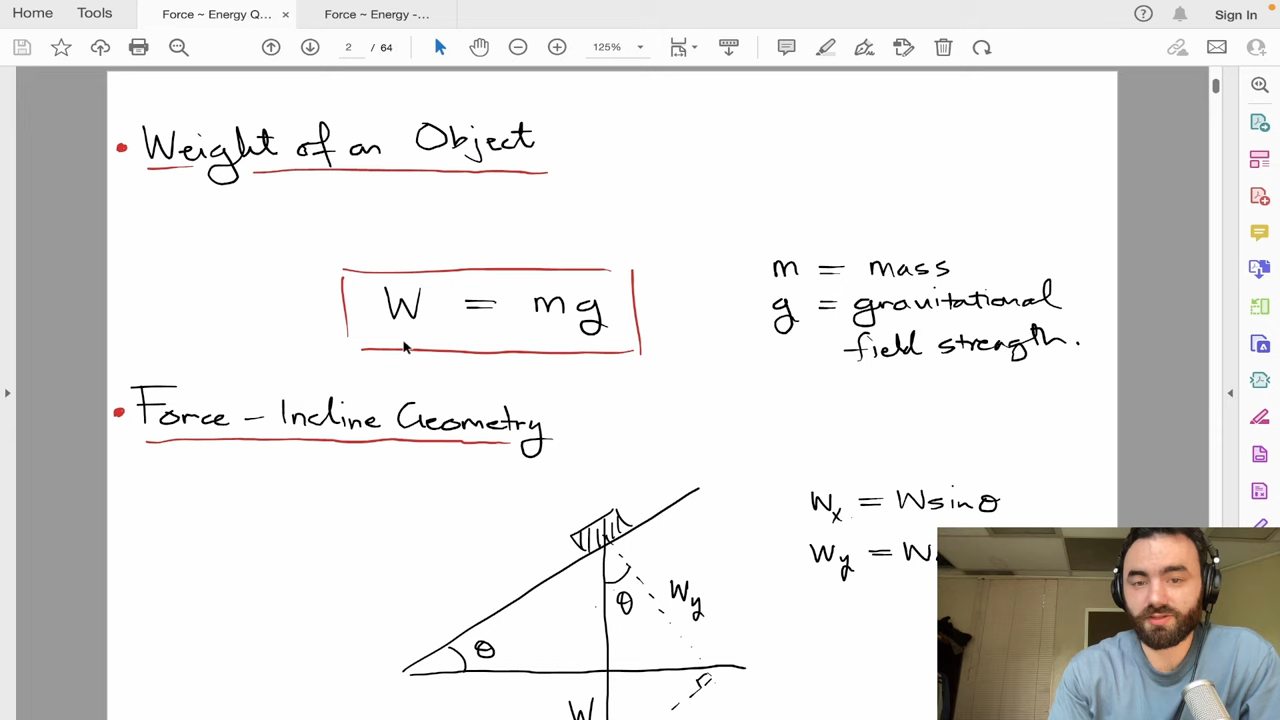 Home Tools Force ~ Energy Q... × Force ~ Energy -... Sign In
2 / 64 125%
• Weight of an Object
W = mg
m = mass
g = gravitational
field strength.
• Force - Incline Geometry
Wx = Wsinθ
Wy = W
θ Wy
θ
W